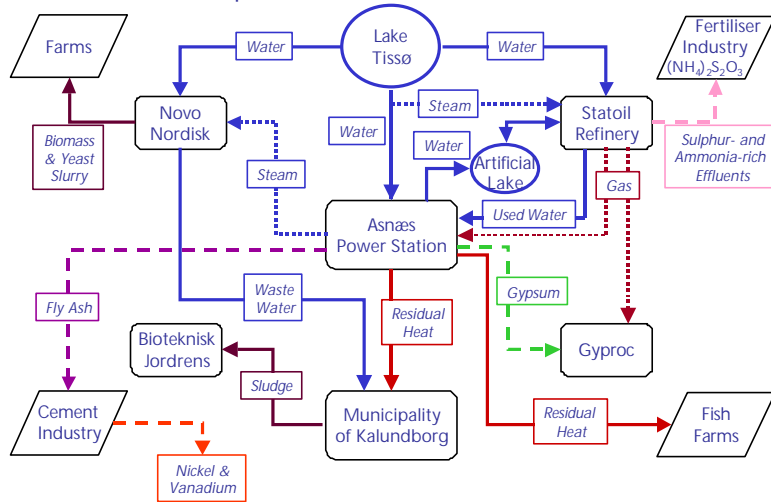 Farms
Water
Lake
Tissø
Water
Fertiliser
Industry
(NH₄)₂S₂O₃
Novo
Nordisk
Steam
Statoil
Refinery
Biomass
& Yeast
Slurry
Water
Water
Sulphur- and
Ammonia-rich
Effluents
Steam
Artificial
Lake
Gas
Used Water
Asnæs
Power Station
Fly Ash
Waste
Water
Residual
Heat
Gypsum
Bioteknisk
Jordrens
Gyproc
Sludge
Cement
Industry
Municipality
of Kalundborg
Residual
Heat
Fish
Farms
Nickel &
Vanadium